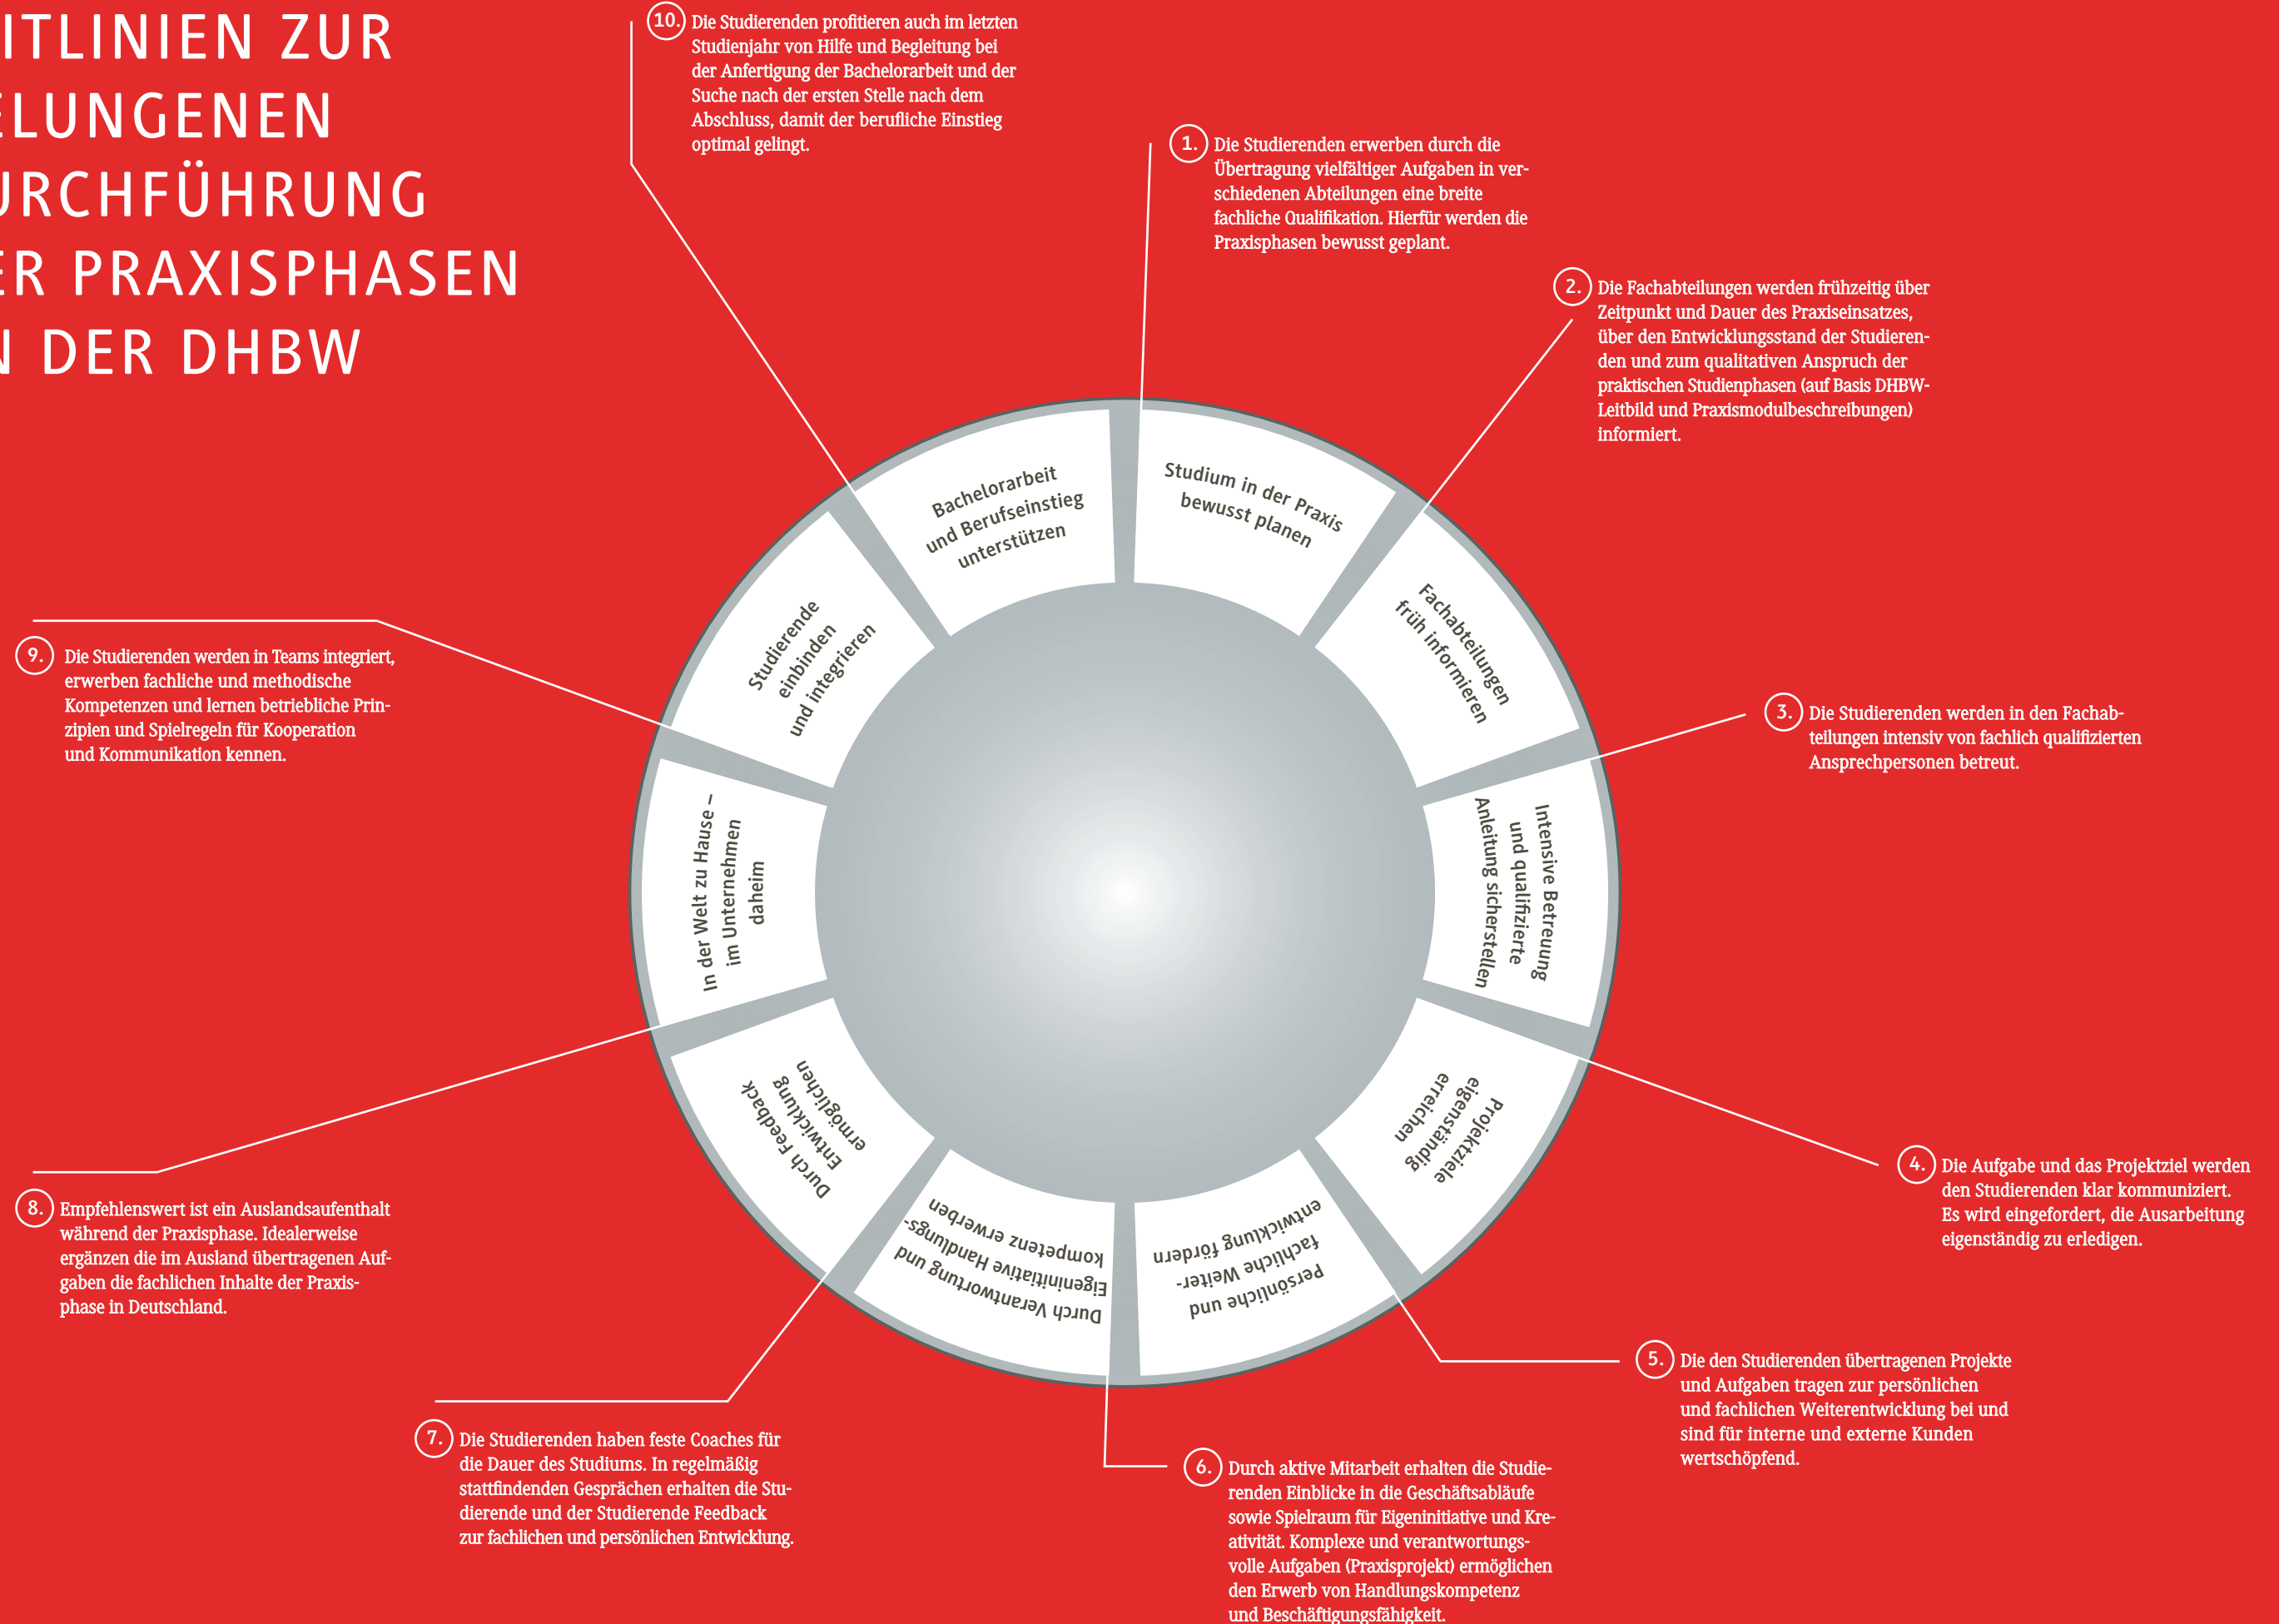 ITLINIEN ZUR
ELUNGENEN
URCHFÜHRUNG
ER PRAXISPHASEN
N DER DHBW
10. Die Studierenden profitieren auch im letzten
Studienjahr von Hilfe und Begleitung bei
der Anfertigung der Bachelorarbeit und der
Suche nach der ersten Stelle nach dem
Abschluss, damit der berufliche Einstieg
optimal gelingt.
1. Die Studierenden erwerben durch die
Übertragung vielfältiger Aufgaben in ver-
schiedenen Abteilungen eine breite
fachliche Qualifikation. Hierfür werden die
Praxisphasen bewusst geplant.
2. Die Fachabteilungen werden frühzeitig über
Zeitpunkt und Dauer des Praxiseinsatzes,
über den Entwicklungsstand der Studieren-
den und zum qualitativen Anspruch der
praktischen Studienphasen (auf Basis DHBW-
Leitbild und Praxismodulbeschreibungen)
informiert.
3. Die Studierenden werden in den Fachab-
teilungen intensiv von fachlich qualifizierten
Ansprechpersonen betreut.
4. Die Aufgabe und das Projektziel werden
den Studierenden klar kommuniziert.
Es wird eingefordert, die Ausarbeitung
eigenständig zu erledigen.
5. Die den Studierenden übertragenen Projekte
und Aufgaben tragen zur persönlichen
und fachlichen Weiterentwicklung bei und
sind für interne und externe Kunden
wertschöpfend.
6. Durch aktive Mitarbeit erhalten die Studie-
renden Einblicke in die Geschäftsabläufe
sowie Spielraum für Eigeninitiative und Kre-
ativität. Komplexe und verantwortungs-
volle Aufgaben (Praxisprojekt) ermöglichen
den Erwerb von Handlungskompetenz
und Beschäftigungsfähigkeit.
7. Die Studierenden haben feste Coaches für
die Dauer des Studiums. In regelmäßig
stattfindenden Gesprächen erhalten die Stu-
dierende und der Studierende Feedback
zur fachlichen und persönlichen Entwicklung.
8. Empfehlenswert ist ein Auslandsaufenthalt
während der Praxisphase. Idealerweise
ergänzen die im Ausland übertragenen Auf-
gaben die fachlichen Inhalte der Praxis-
phase in Deutschland.
9. Die Studierenden werden in Teams integriert,
erwerben fachliche und methodische
Kompetenzen und lernen betriebliche Prin-
zipien und Spielregeln für Kooperation
und Kommunikation kennen.
Studium in der Praxis
bewusst planen
Fachabteilungen
früh informieren
Intensive Betreuung
und qualifizierte
Anleitung sicherstellen
Projektziele
eigenständig
erreichen
Persönliche und
fachliche Weiter-
entwicklung fördern
Durch Verantwortung und
Eigeninitiative Handlungs-
kompetenz erwerben
Durch Feedback
Entwicklung
ermöglichen
In der Welt zu Hause –
im Unternehmen
daheim
Studierende
einbinden
und integrieren
Bachelorarbeit
und Berufseinstieg
unterstützen